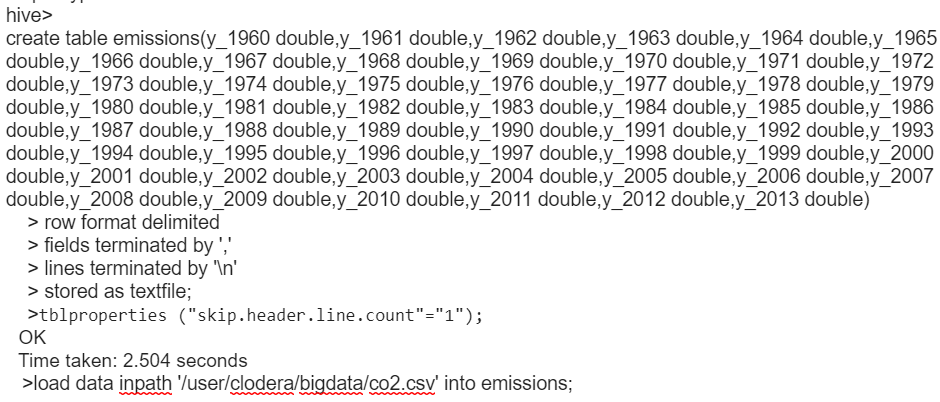 hive>
create table emissions(y_1960 double,y_1961 double,y_1962 double,y_1963 double,y_1964 double,y_1965
double,y_1966 double,y_1967 double,y_1968 double,y_1969 double,y_1970 double,y_1971 double,y_1972
double,y_1973 double,y_1974 double,y_1975 double,y_1976 double,y_1977 double,y_1978 double,y_1979
double,y_1980 double,y_1981 double,y_1982 double,y_1983 double,y_1984 double,y_1985 double,y_1986
double,y_1987 double,y_1988 double,y_1989 double,y_1990 double,y_1991 double,y_1992 double,y_1993
double,y_1994 double,y_1995 double,y_1996 double,y_1997 double,y_1998 double,y_1999 double,y_2000
double,y_2001 double,y_2002 double,y_2003 double,y_2004 double,y_2005 double,y_2006 double,y_2007
double,y_2008 double,y_2009 double,y_2010 double,y_2011 double,y_2012 double,y_2013 double)
> row format delimited
> fields terminated by ','
> lines terminated by '\n'
> stored as textfile;
>tblproperties ("skip.header.line.count"="1");
OK
Time taken: 2.504 seconds
>load data inpath '/user/clodera/bigdata/co2.csv' into emissions;